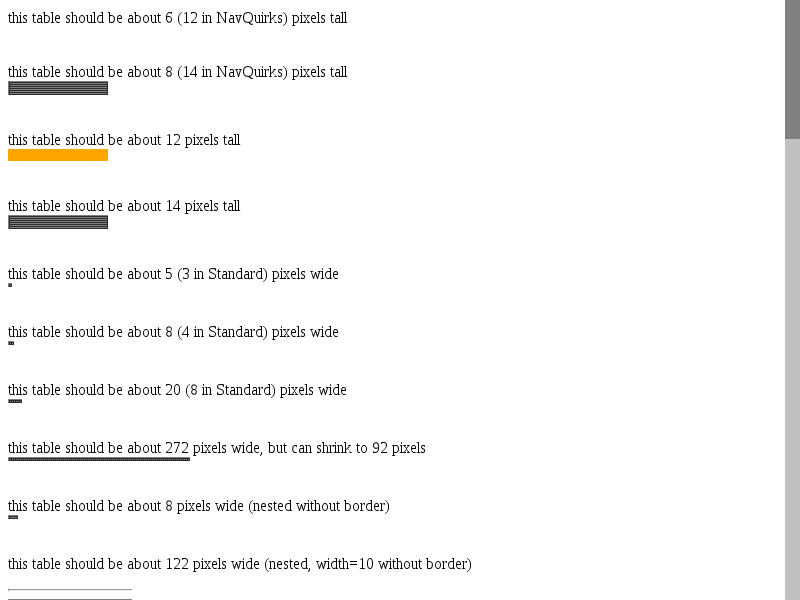 this table should be about 6 (12 in NavQuirks) pixels tall
this table should be about 8 (14 in NavQuirks) pixels tall
this table should be about 12 pixels tall
this table should be about 14 pixels tall
this table should be about 5 (3 in Standard) pixels wide
this table should be about 8 (4 in Standard) pixels wide
this table should be about 20 (8 in Standard) pixels wide
this table should be about 272 pixels wide, but can shrink to 92 pixels
this table should be about 8 pixels wide (nested without border)
this table should be about 122 pixels wide (nested, width=10 without border)